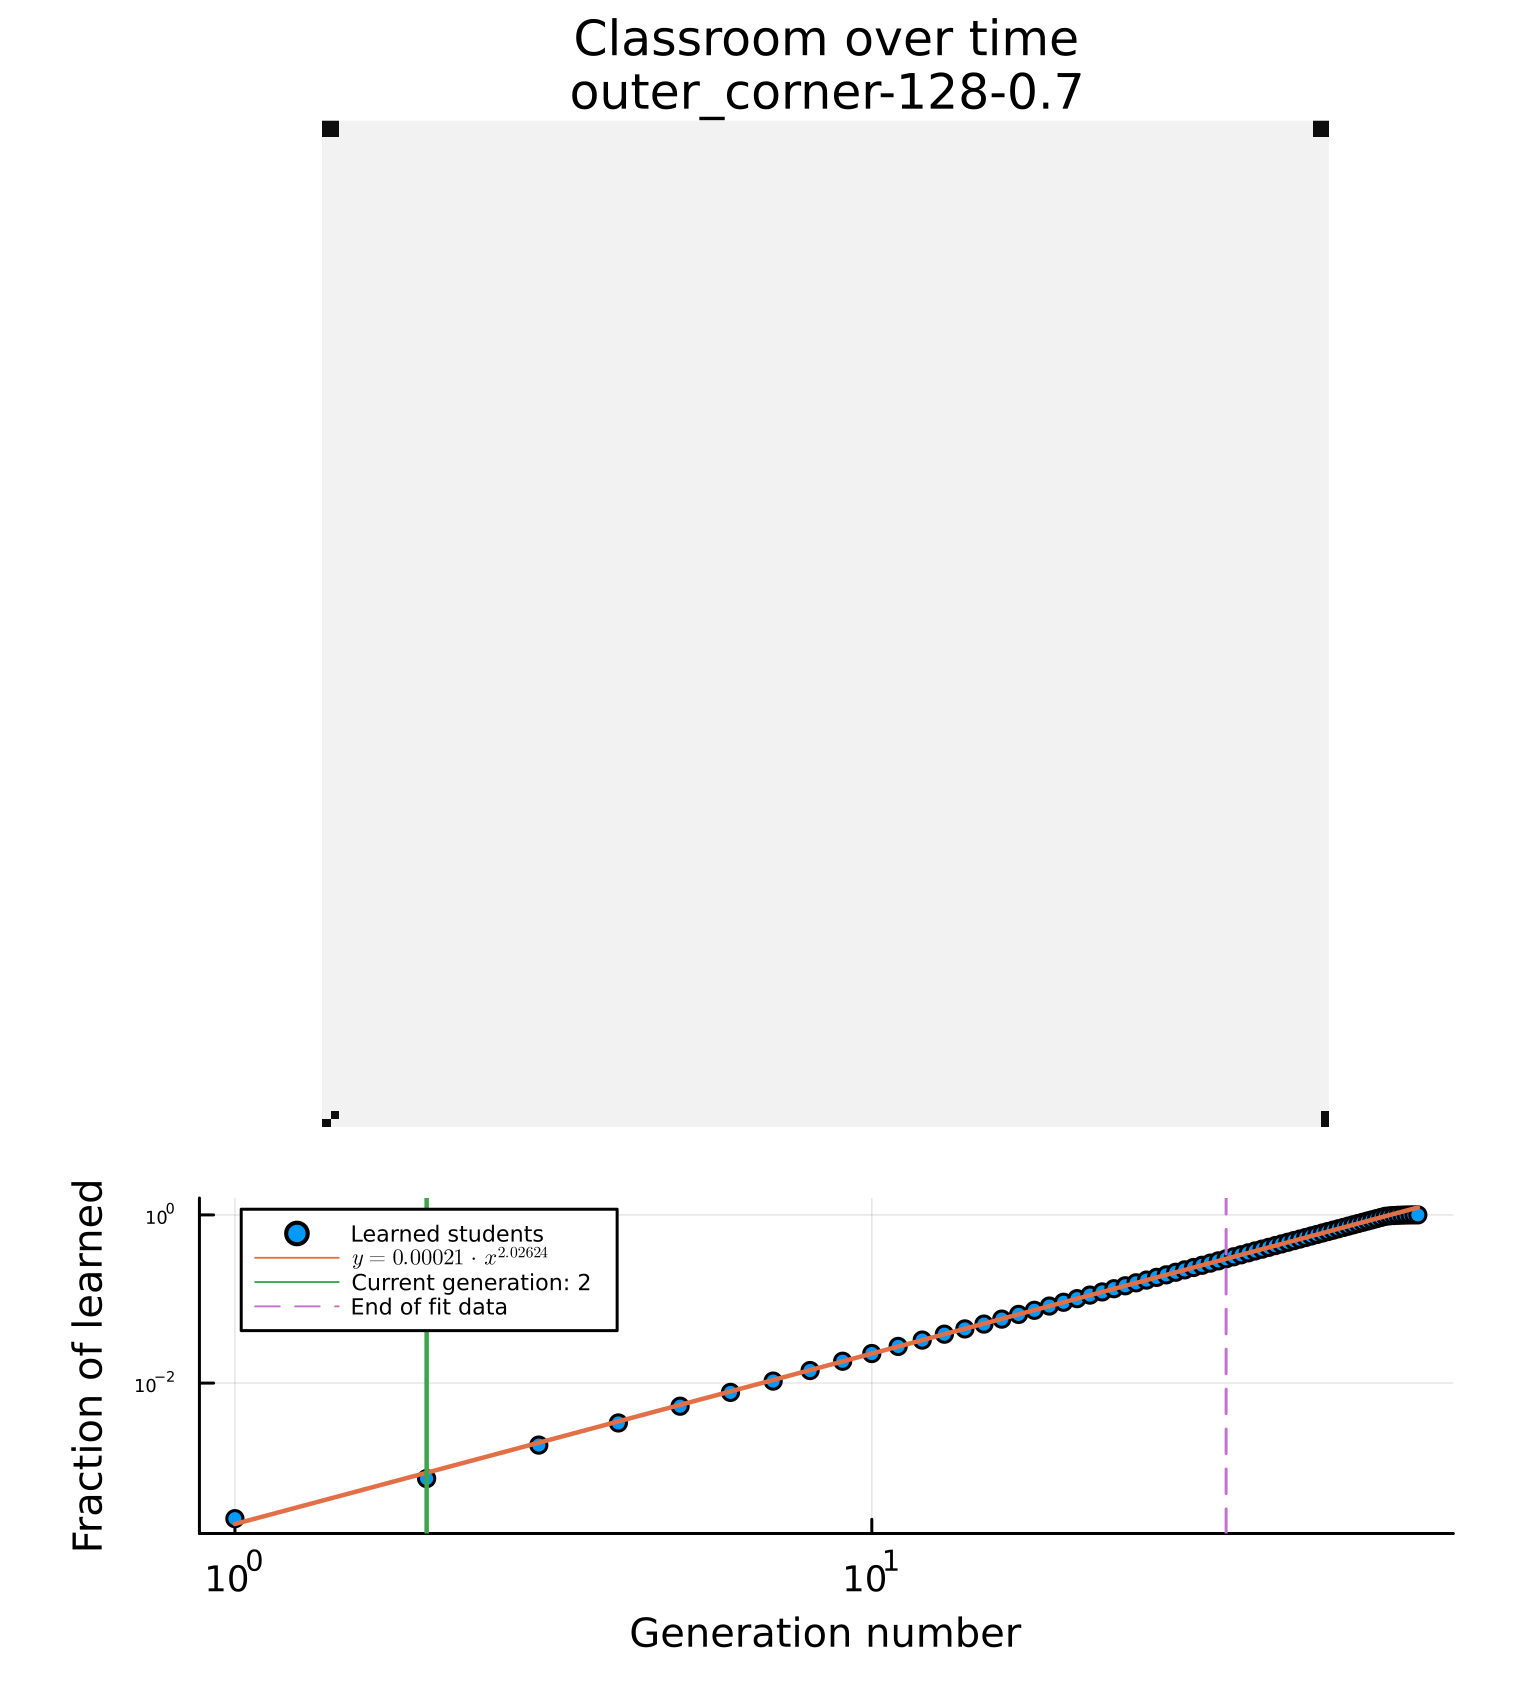 Classroom over time
outer_corner-128-0.7
Fraction of learned
10^0
10^-2
Learned students
y = 0.00021 · x^2.02624
Current generation: 2
End of fit data
10^0
10^1
Generation number